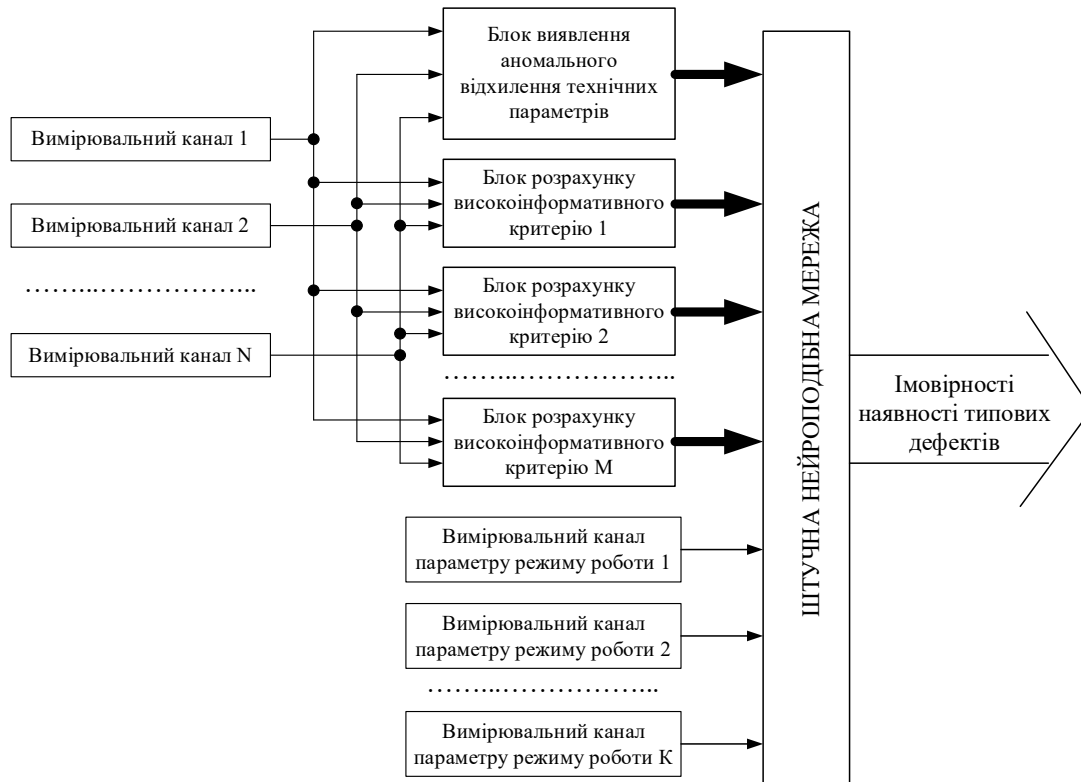 Блок виявлення
аномального
відхилення технічних
параметрів
Вимірювальний канал 1
Блок розрахунку
високоінформативного
критерію 1
Вимірювальний канал 2
……...……………...
Блок розрахунку
високоінформативного
критерію 2
Вимірювальний канал N
……...……………...
Блок розрахунку
високоінформативного
критерію M
Вимірювальний канал
параметру режиму роботи 1
Вимірювальний канал
параметру режиму роботи 2
……...……………...
Вимірювальний канал
параметру режиму роботи К
ШТУЧНА НЕЙРОПОДІБНА МЕРЕЖА
Імовірності
наявності типових
дефектів